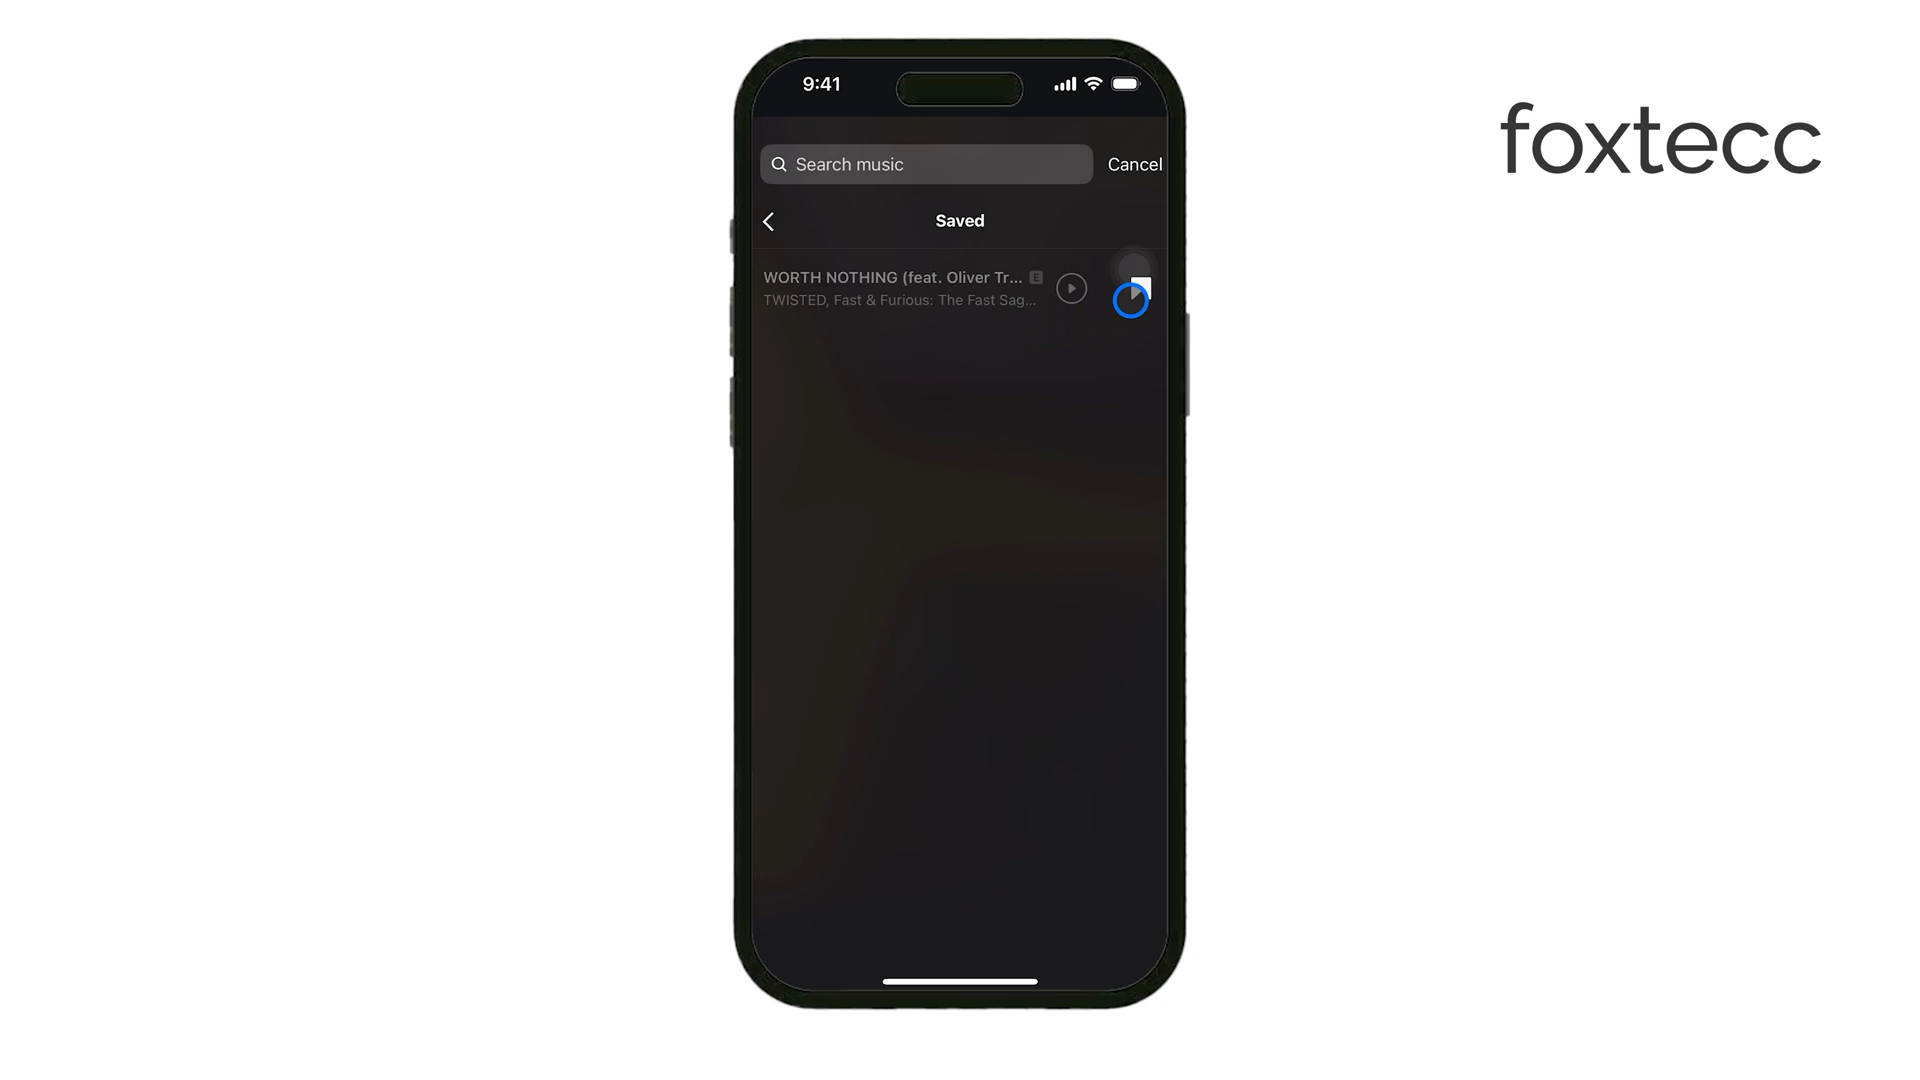 foxtecc
9:41
Search music
Cancel
Saved
WORTH NOTHING (feat. Oliver Tr... E
TWISTED, Fast & Furious: The Fast Sag...